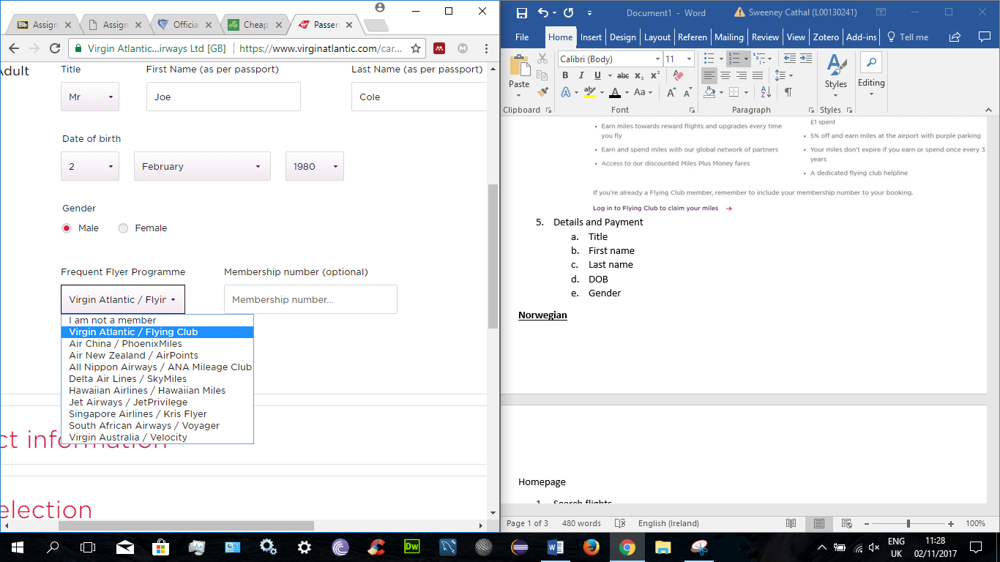 Assign
Assign
Officia
Cheap
Passen
Virgin Atlantic...irways Ltd [GB]
https://www.virginatlantic.com/car...
Adult
Title
First Name (as per passport)
Last Name (as per passport)
Mr
Joe
Cole
Date of birth
2
February
1980
Gender
Male
Female
Frequent Flyer Programme
Membership number (optional)
Virgin Atlantic / Flyin
Membership number...
I am not a member
Virgin Atlantic / Flying Club
Air China / PhoenixMiles
Air New Zealand / AirPoints
All Nippon Airways / ANA Mileage Club
Delta Air Lines / SkyMiles
Hawaiian Airlines / Hawaiian Miles
Jet Airways / JetPrivilege
Singapore Airlines / Kris Flyer
South African Airways / Voyager
Virgin Australia / Velocity
ct information
election
Document1 - Word
Sweeney Cathal (L00130241)
File
Home
Insert
Design
Layout
Referen
Mailing
Review
View
Zotero
Add-ins
Tell me
Paste
Calibri (Body)
11
B I U abc x₂ x²
A ab A Aa A A
Styles
Editing
Clipboard
Font
Paragraph
Styles
Earn miles towards reward flights and upgrades every time
you fly
Earn and spend miles with our global network of partners
Access to our discounted Miles Plus Money fares
£1 spent
5% off and earn miles at the airport with purple parking
Your miles don't expire if you earn or spend once every 3
years
A dedicated flying club helpline
If you're already a Flying Club member, remember to include your membership number to your booking.
Log in to Flying Club to claim your miles →
5. Details and Payment
a. Title
b. First name
c. Last name
d. DOB
e. Gender
Norwegian
Homepage
1. Search flights
Page 1 of 3
480 words
English (Ireland)
100%
Dw
ENG
UK
11:28
02/11/2017